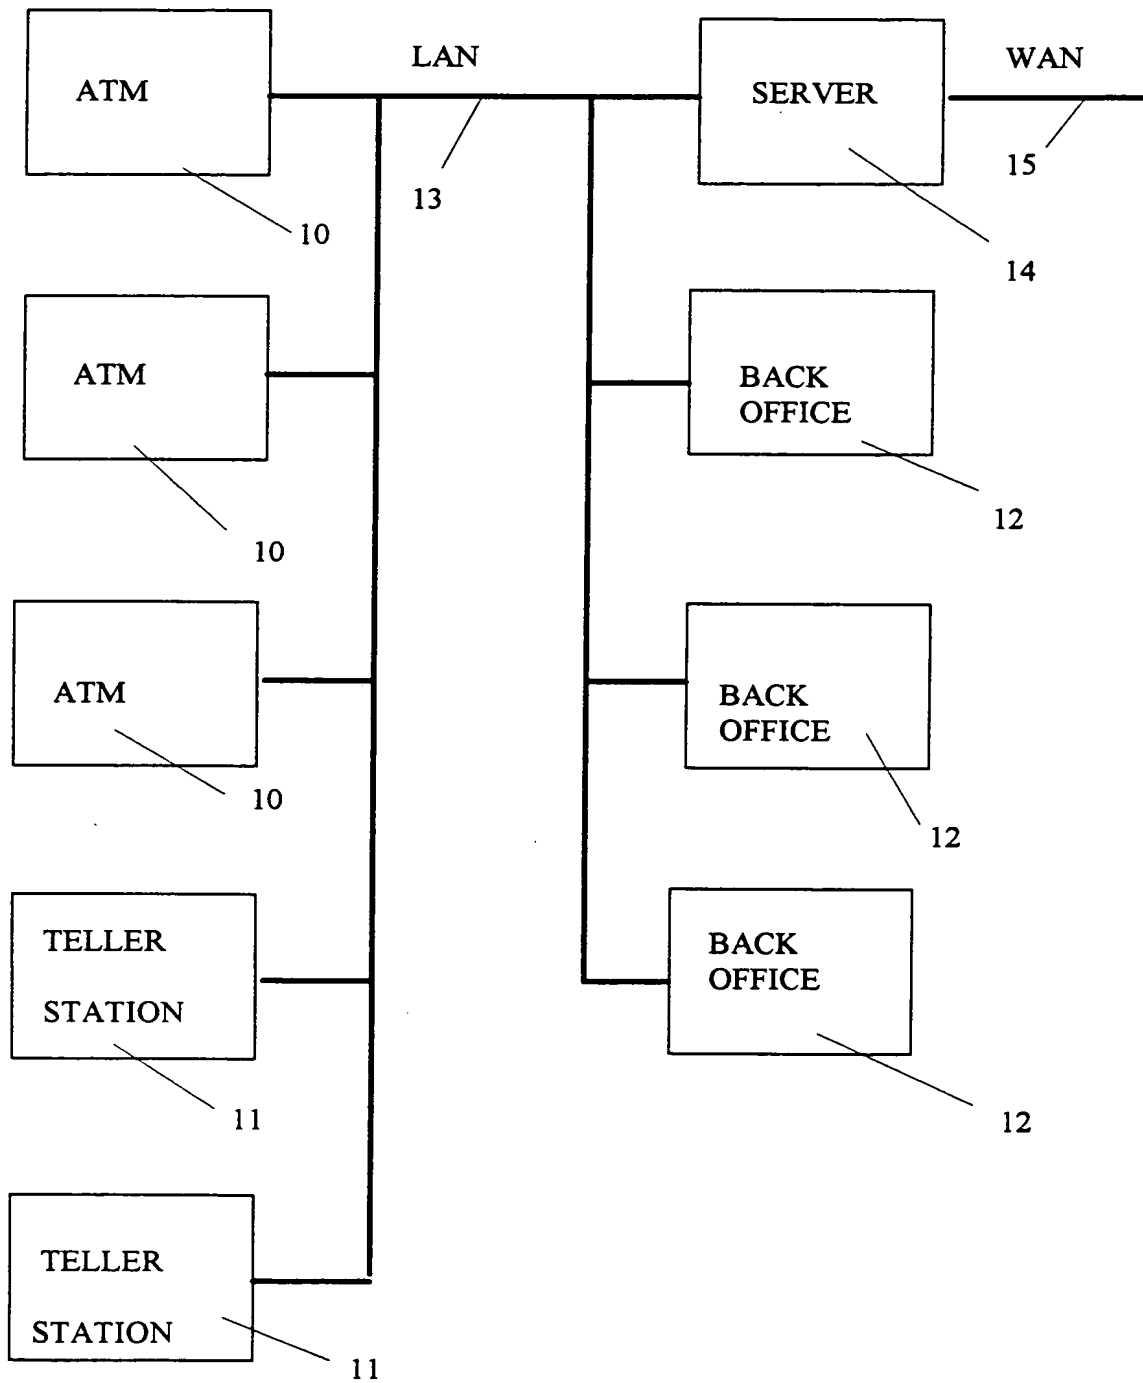 LAN
WAN
ATM
SERVER
13
15
10
14
ATM
BACK
OFFICE
12
10
ATM
BACK
OFFICE
10
12
TELLER
STATION
BACK
OFFICE
11
12
TELLER
STATION
11